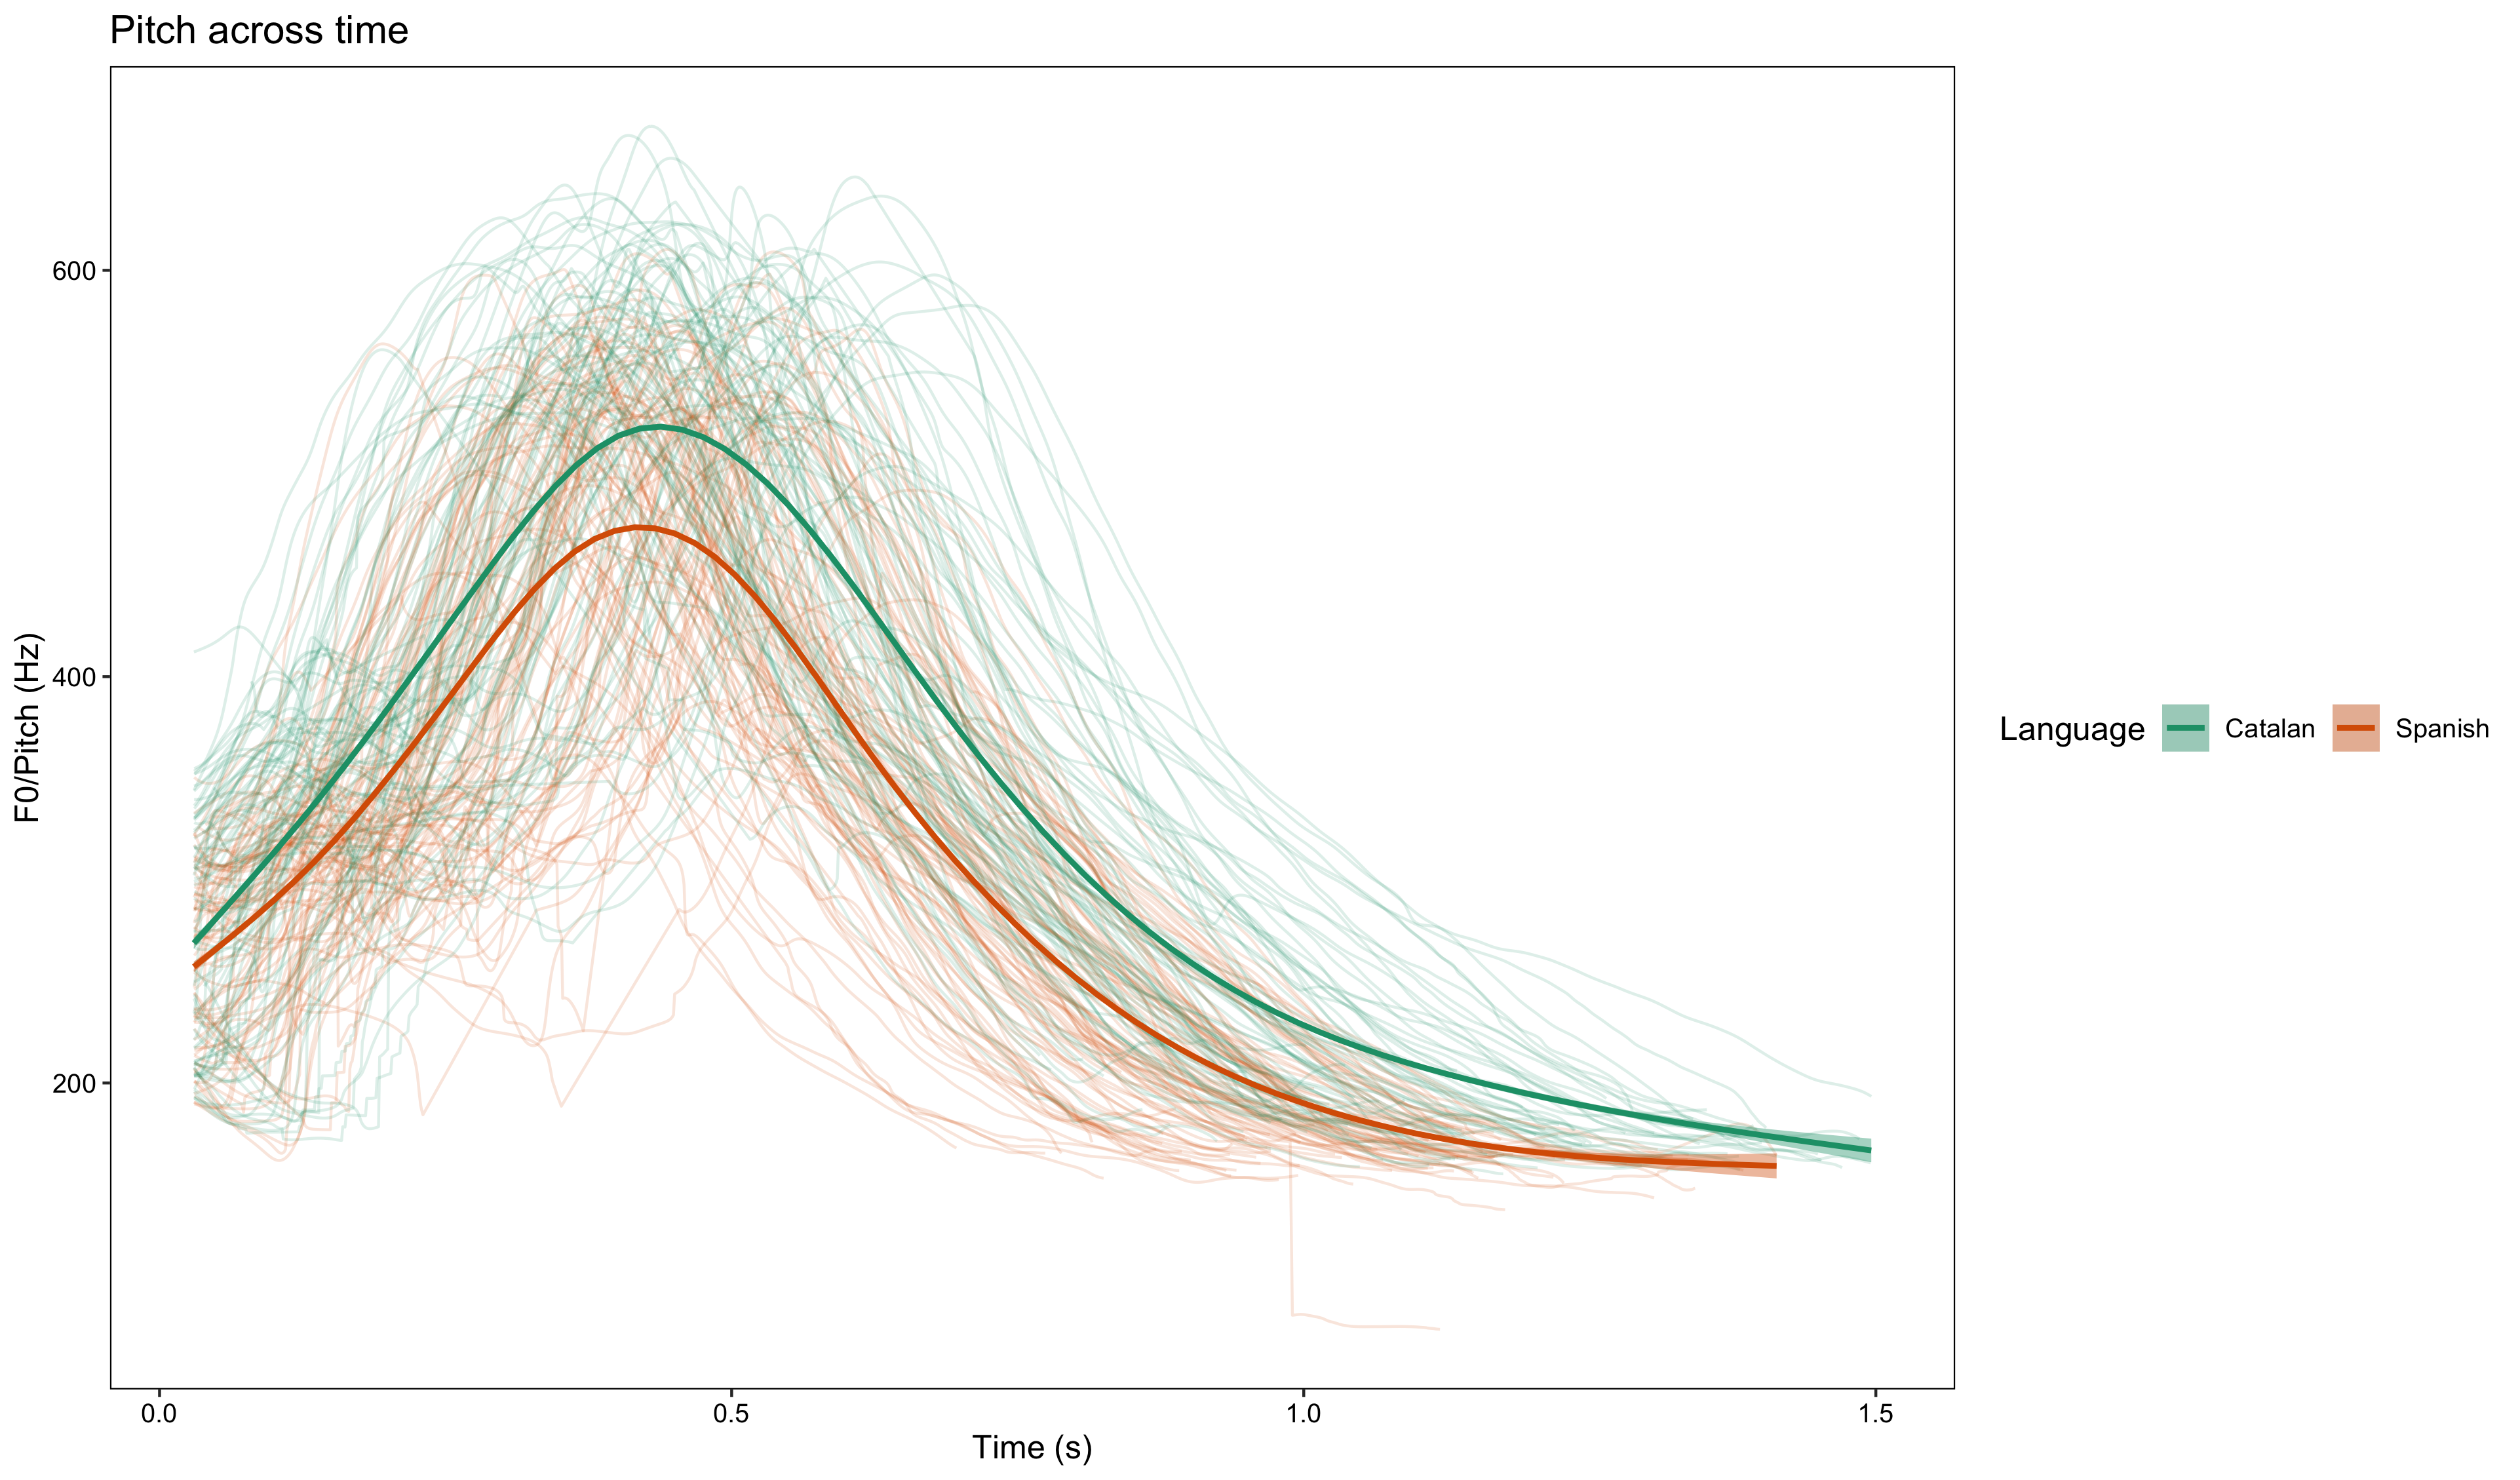 Pitch across time
F0/Pitch (Hz)
600
400
200
0.0 0.5 1.0 1.5
Time (s)
Language Catalan Spanish